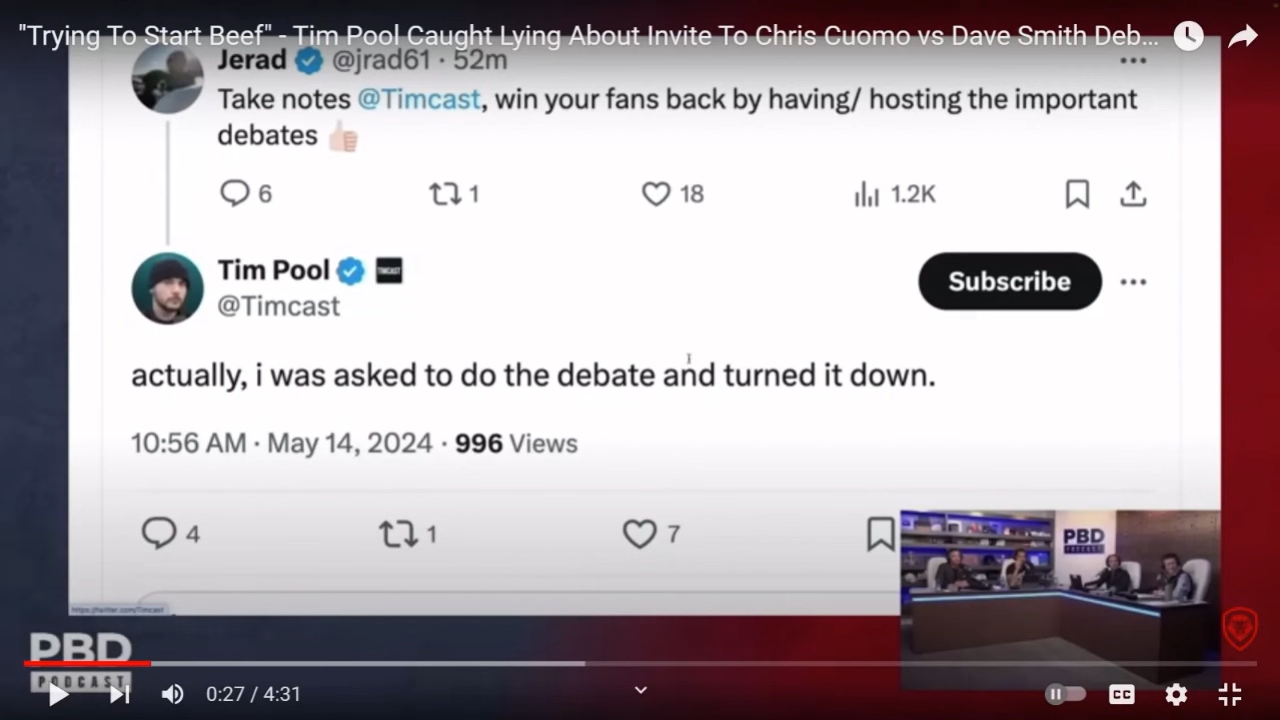 "Trying To Start Beef" - Tim Pool Caught Lying About Invite To Chris Cuomo vs Dave Smith Deb...
Jerad @jrad61 · 52m
Take notes @Timcast, win your fans back by having/ hosting the important
debates 👍🏻
6 1 18 1.2K
Tim Pool TIMCAST
@Timcast
Subscribe
actually, i was asked to do the debate and turned it down.
10:56 AM · May 14, 2024 · 996 Views
4 1 7
PBD
PODCAST
https://twitter.com/Timcast
PBD
PODCAST
0:27 / 4:31
CC